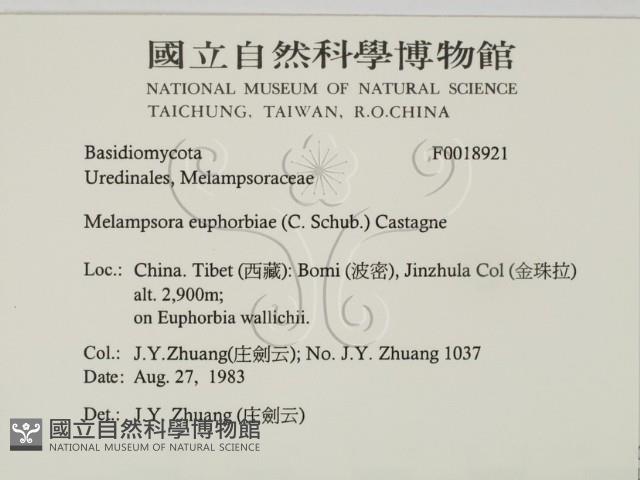 國立自然科學博物館
NATIONAL MUSEUM OF NATURAL SCIENCE
TAICHUNG, TAIWAN, R.O.CHINA
Basidiomycota F0018921
Uredinales, Melampsoraceae
Melampsora euphorbiae (C. Schub.) Castagne
Loc.: China. Tibet (西藏): Bomi (波密), Jinzhula Col (金珠拉)
alt. 2,900m;
on Euphorbia wallichii.
Col.: J.Y.Zhuang(庄劍云); No. J.Y. Zhuang 1037
Date: Aug. 27, 1983
Det.: J.Y. Zhuang (庄劍云)
國立自然科學博物館
NATIONAL MUSEUM OF NATURAL SCIENCE